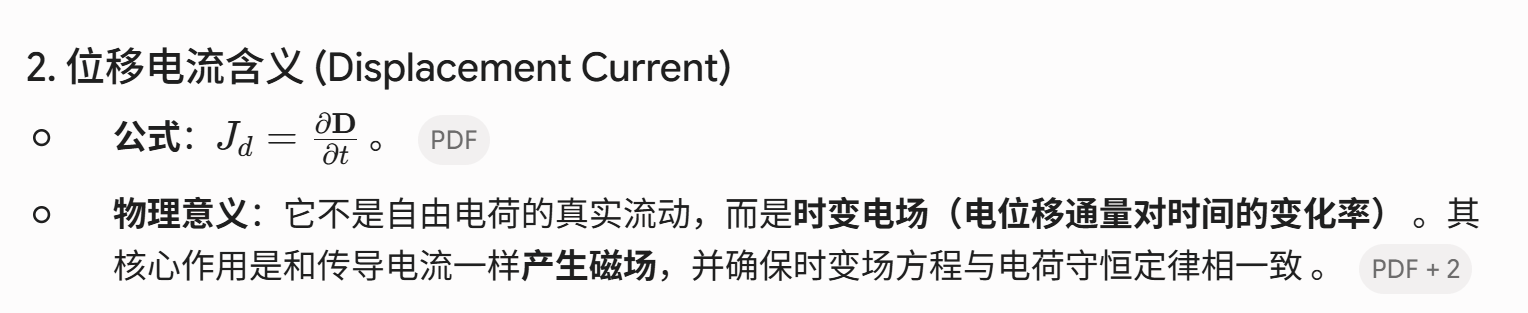 2. 位移电流含义 (Displacement Current)
公式：J_d = ∂D/∂t 。 PDF
物理意义：它不是自由电荷的真实流动，而是时变电场（电位移通量对时间的变化率） 。其
核心作用是和传导电流一样产生磁场，并确保时变场方程与电荷守恒定律相一致 。 PDF + 2